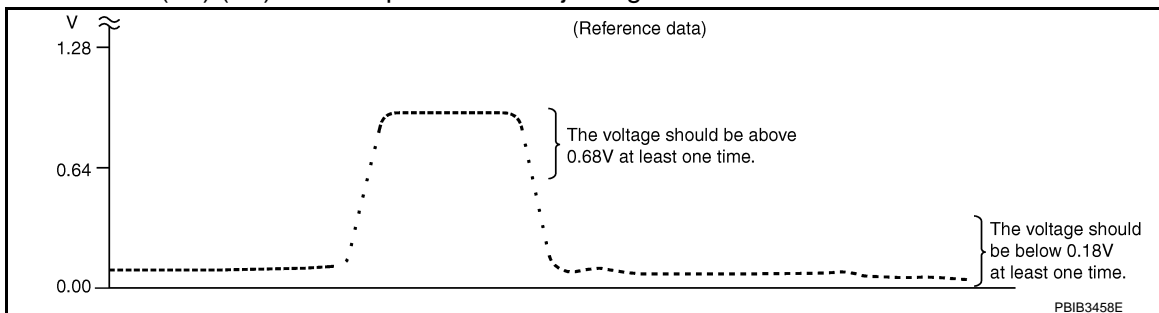 V
(Reference data)
1.28
The voltage should be above
0.68V at least one time.
0.64
The voltage should
be below 0.18V
at least one time.
0.00
PBIB3458E